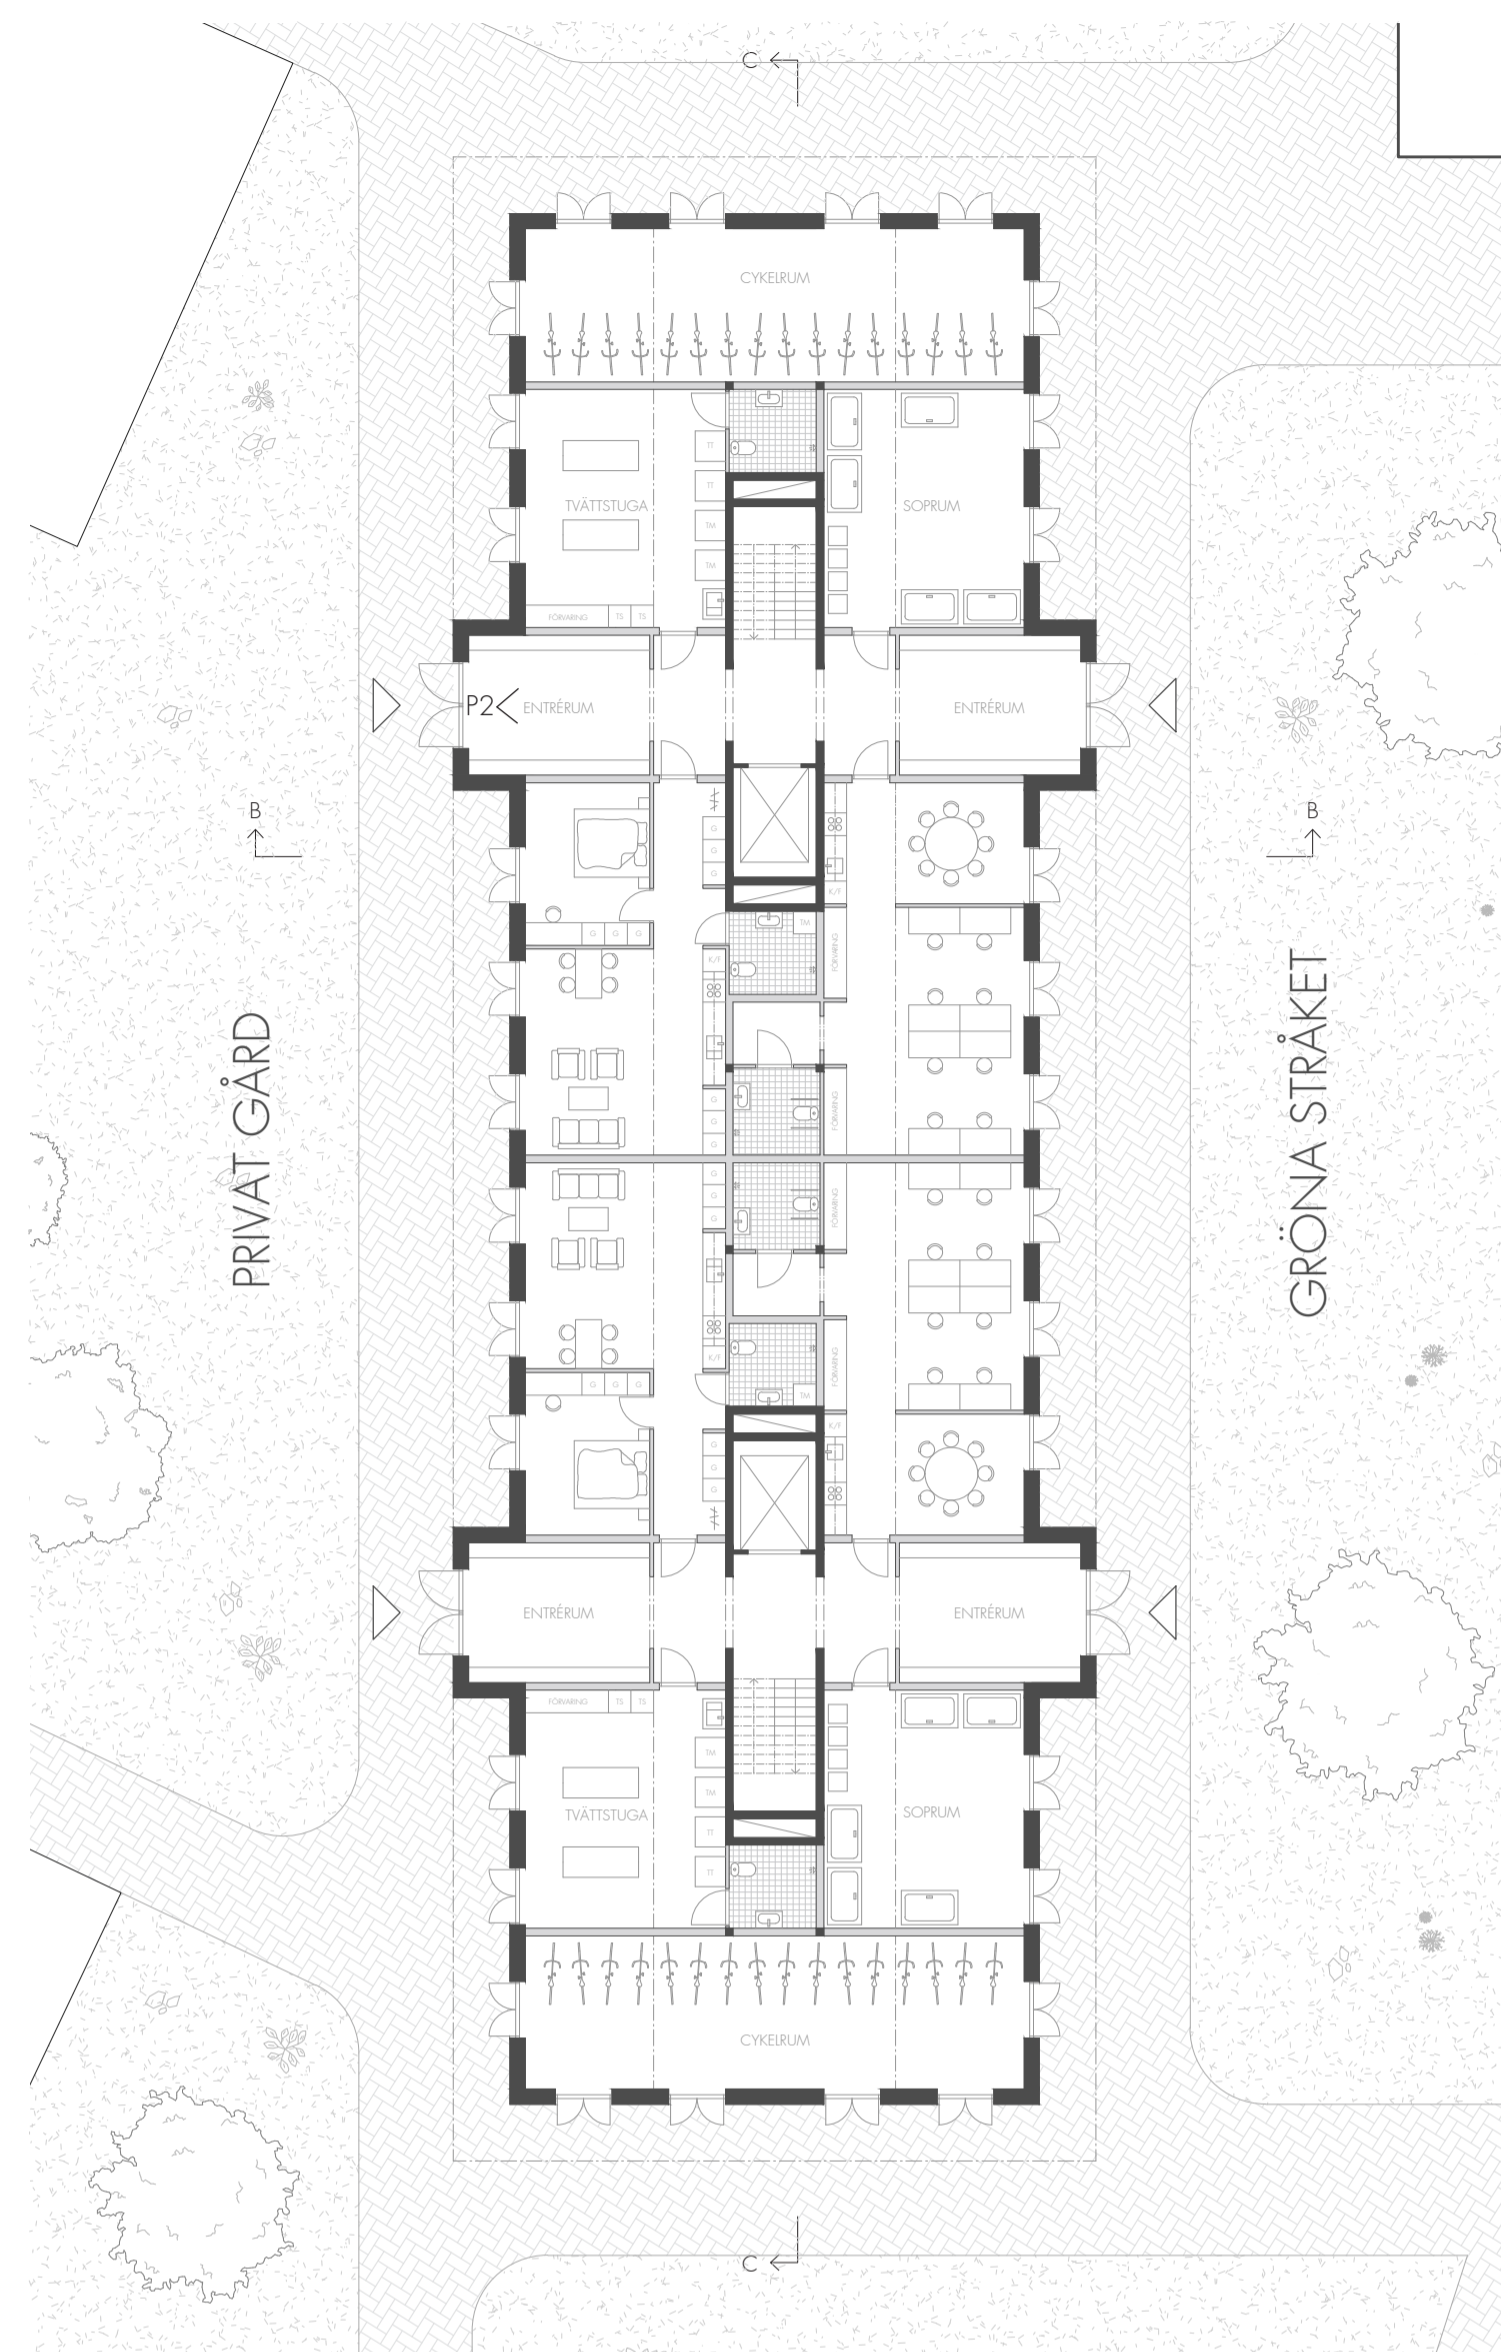 C
CYKELRUM
TT
TT
TVÄTTSTUGA
SOPRUM
TM
TM
FÖRVARING
TS
TS
P2
ENTRÉRUM
ENTRÉRUM
B
B
G
G
G
K/F
TM
G
G
G
FÖRVARING
K/F
PRIVAT GÅRD
GRÖNA STRÅKET
G
G
G
FÖRVARING
G
G
G
FÖRVARING
K/F
FÖRVARING
G
G
G
TM
K/F
G
G
G
ENTRÉRUM
ENTRÉRUM
FÖRVARING
TS
TS
TM
TM
TVÄTTSTUGA
SOPRUM
TT
TT
CYKELRUM
C